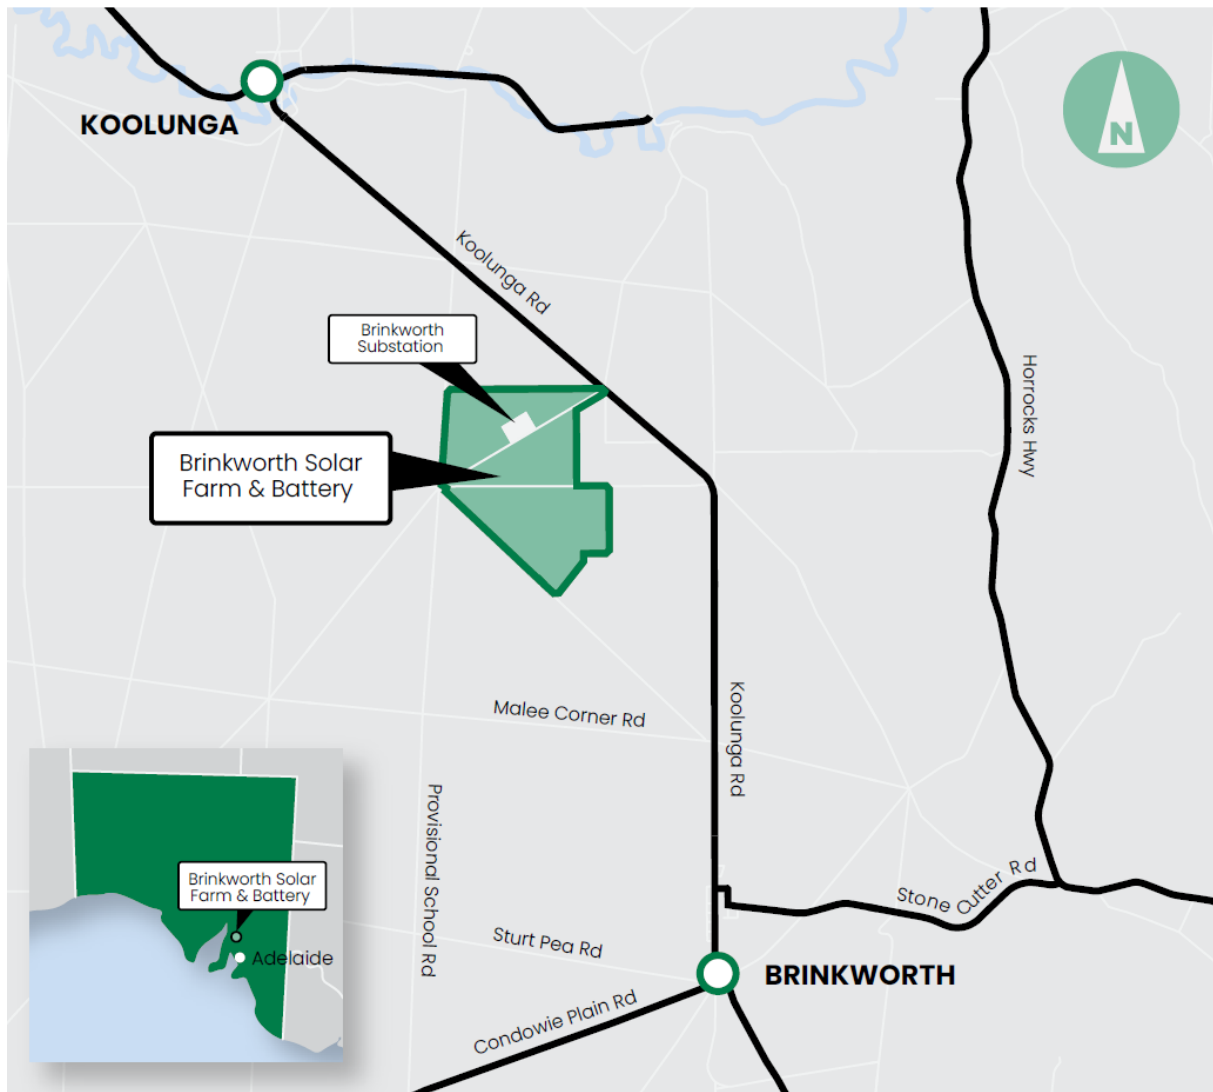 KOOLUNGA
N
Koolunga Rd
Brinkworth
Substation
Horrocks Hwy
Brinkworth Solar
Farm & Battery
Malee Corner Rd
Koolunga Rd
Provisional School Rd
Brinkworth Solar
Farm & Battery
Adelaide
Stone Cutter Rd
Sturt Pea Rd
BRINKWORTH
Condowie Plain Rd